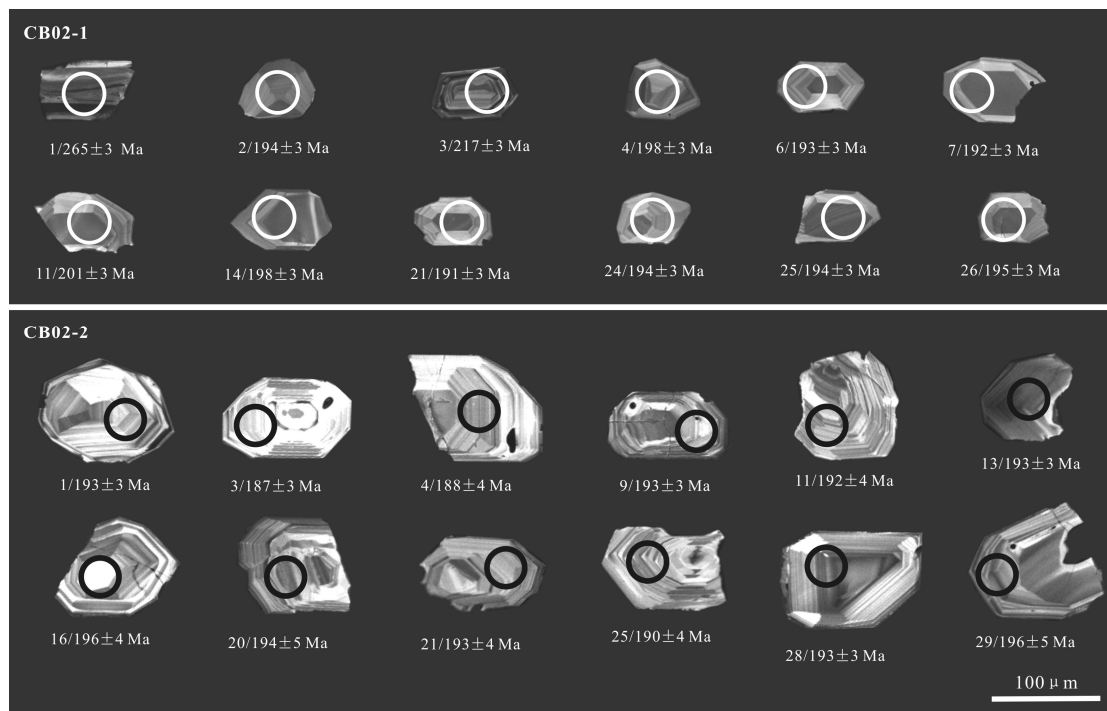 CB02-1
1/265±3 Ma
2/194±3 Ma
3/217±3 Ma
4/198±3 Ma
6/193±3 Ma
7/192±3 Ma
11/201±3 Ma
14/198±3 Ma
21/191±3 Ma
24/194±3 Ma
25/194±3 Ma
26/195±3 Ma
CB02-2
1/193±3 Ma
3/187±3 Ma
4/188±4 Ma
9/193±3 Ma
11/192±4 Ma
13/193±3 Ma
16/196±4 Ma
20/194±5 Ma
21/193±4 Ma
25/190±4 Ma
28/193±3 Ma
29/196±5 Ma
100 μm